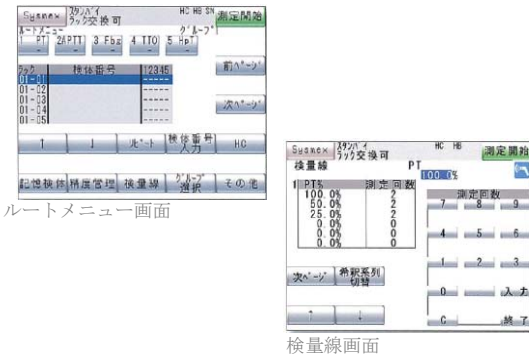 Sysmex スタンバイ
ラック交換可
HC HB SN
測定開始
ルートメニュー
グループ
1 PT 2APTT 3 Fbg 4 TTO 5 HpT
ラック 検体番号 12345
01-01
01-02
01-03
01-04
01-05
前ページ
次ページ
↑ ↓ リピート 検体番号入力 HC
記憶検体 精度管理 検量線 グループ選択 その他
ルートメニュー画面
Sysmex スタンバイ
ラック交換可
HC HB
測定開始
検量線 PT
100.0%
1 PT% 測定回数
100.0% 2
50.0% 2
25.0% 2
0.0% 0
0.0% 0
0.0% 0
測定回数
7 8 9
4 5 6
1 2 3
0 . 入力
C 終了
次ページ 希釈系列切替
↑ ↓
検量線画面